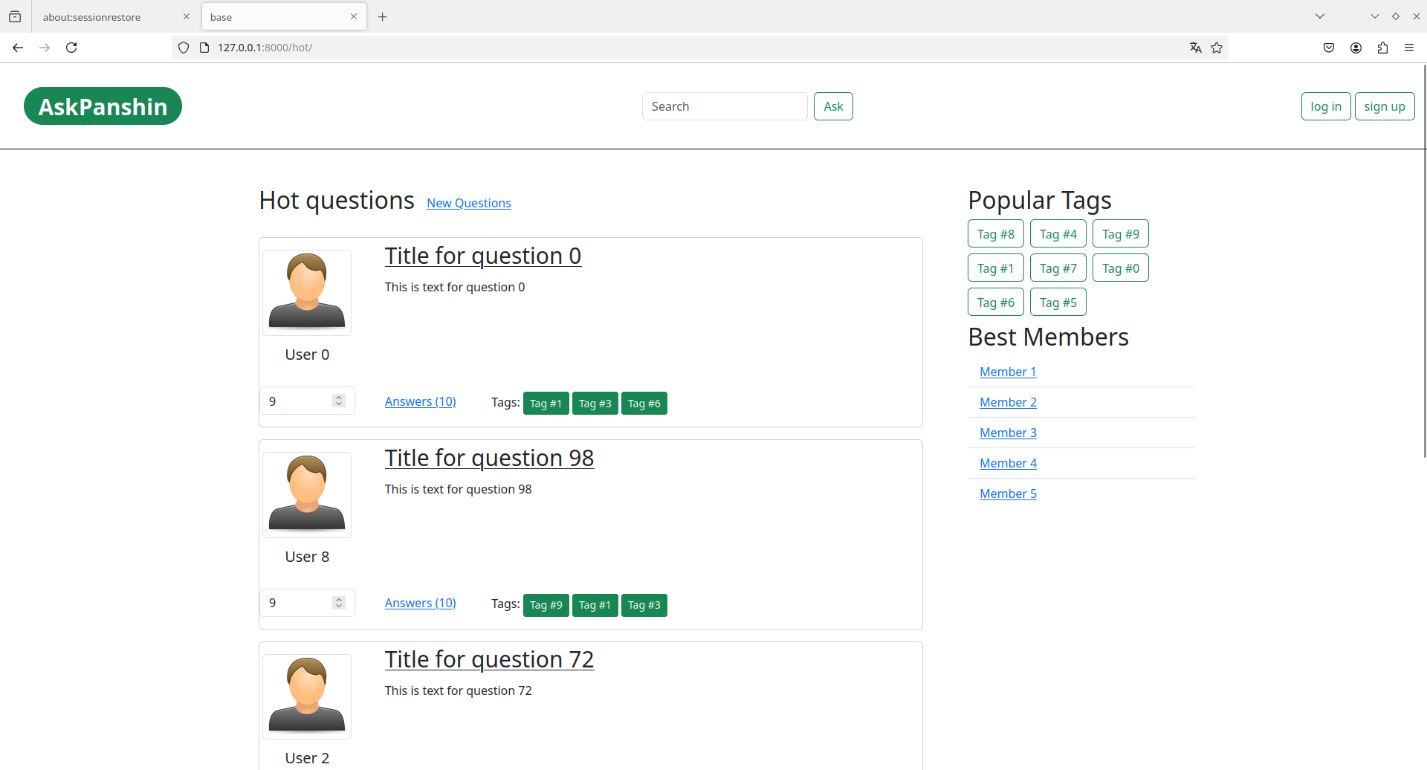 about:sessionrestore
base
127.0.0.1:8000/hot/
AskPanshin
Search
Ask
log in
sign up
Hot questions
New Questions
Title for question 0
This is text for question 0
User 0
9
Answers (10)
Tags:
Tag #1
Tag #3
Tag #6
Title for question 98
This is text for question 98
User 8
9
Answers (10)
Tags:
Tag #9
Tag #1
Tag #3
Title for question 72
This is text for question 72
User 2
Popular Tags
Tag #8
Tag #4
Tag #9
Tag #1
Tag #7
Tag #0
Tag #6
Tag #5
Best Members
Member 1
Member 2
Member 3
Member 4
Member 5